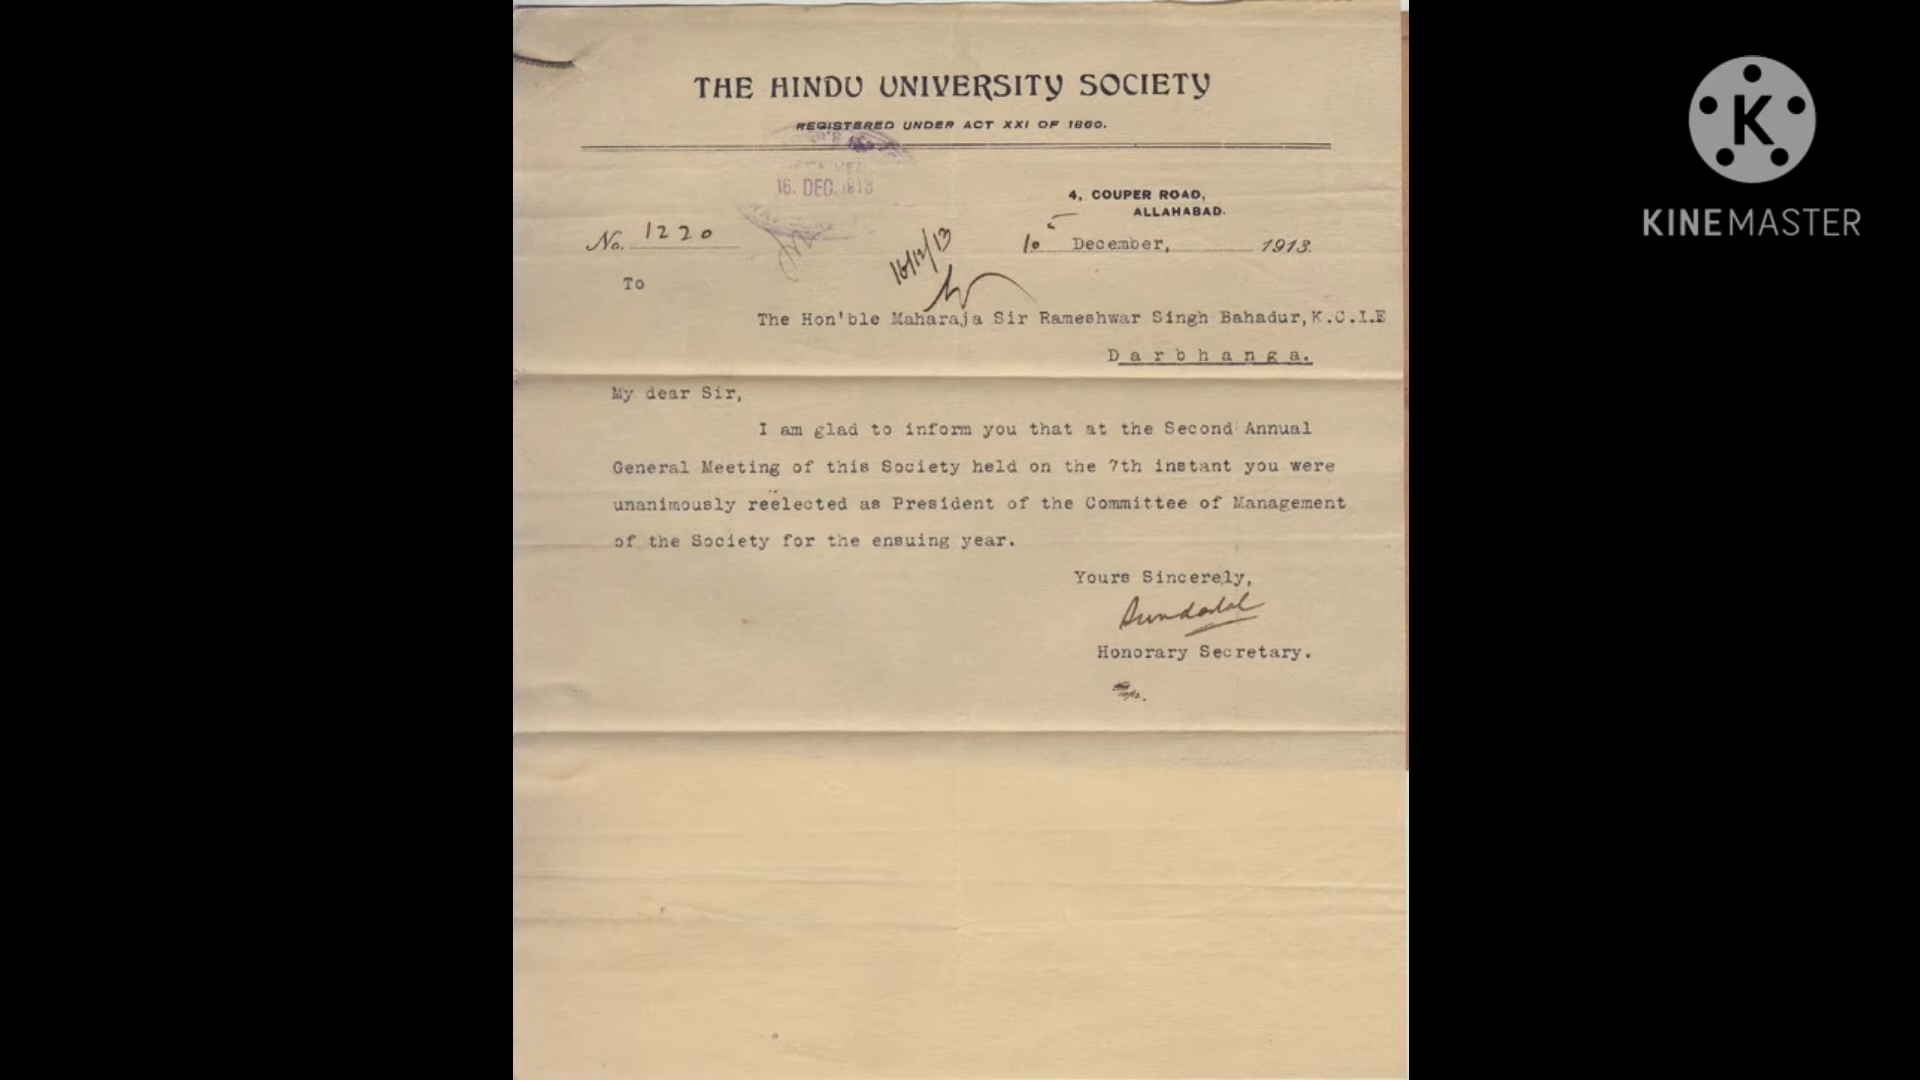 THE HINDU UNIVERSITY SOCIETY
REGISTERED UNDER ACT XXI OF 1860.
16. DEC. 1913
4, COUPER ROAD,
ALLAHABAD.
No. 1220
16/12/13
10 December, 1913.
To
The Hon'ble Maharaja Sir Rameshwar Singh Bahadur, K.C.I.E
Darbhanga.
My dear Sir,
I am glad to inform you that at the Second Annual
General Meeting of this Society held on the 7th instant you were
unanimously reëlected as President of the Committee of Management
of the Society for the ensuing year.
Yours Sincerely,
Sundarlal
Honorary Secretary.
K
KINEMASTER